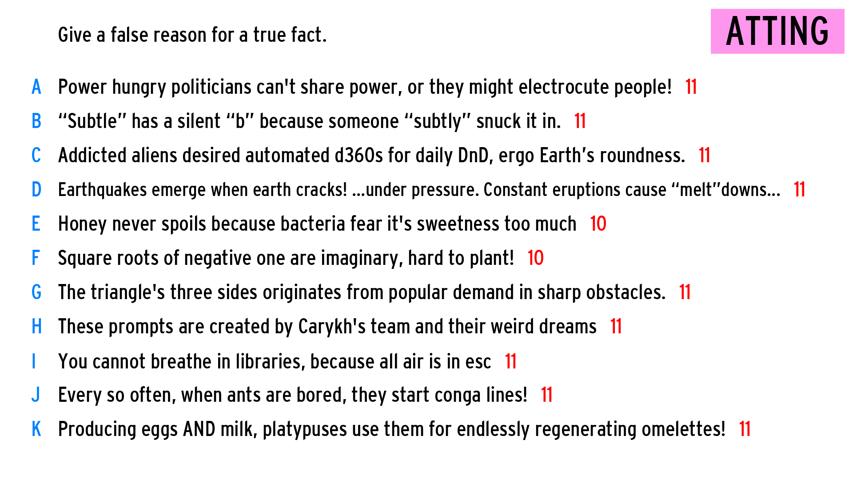 Give a false reason for a true fact.
ATTING
A Power hungry politicians can't share power, or they might electrocute people! 11
B “Subtle” has a silent “b” because someone “subtly” snuck it in. 11
C Addicted aliens desired automated d360s for daily DnD, ergo Earth’s roundness. 11
D Earthquakes emerge when earth cracks! ...under pressure. Constant eruptions cause “melt”downs... 11
E Honey never spoils because bacteria fear it's sweetness too much 10
F Square roots of negative one are imaginary, hard to plant! 10
G The triangle's three sides originates from popular demand in sharp obstacles. 11
H These prompts are created by Carykh's team and their weird dreams 11
I You cannot breathe in libraries, because all air is in esc 11
J Every so often, when ants are bored, they start conga lines! 11
K Producing eggs AND milk, platypuses use them for endlessly regenerating omelettes! 11